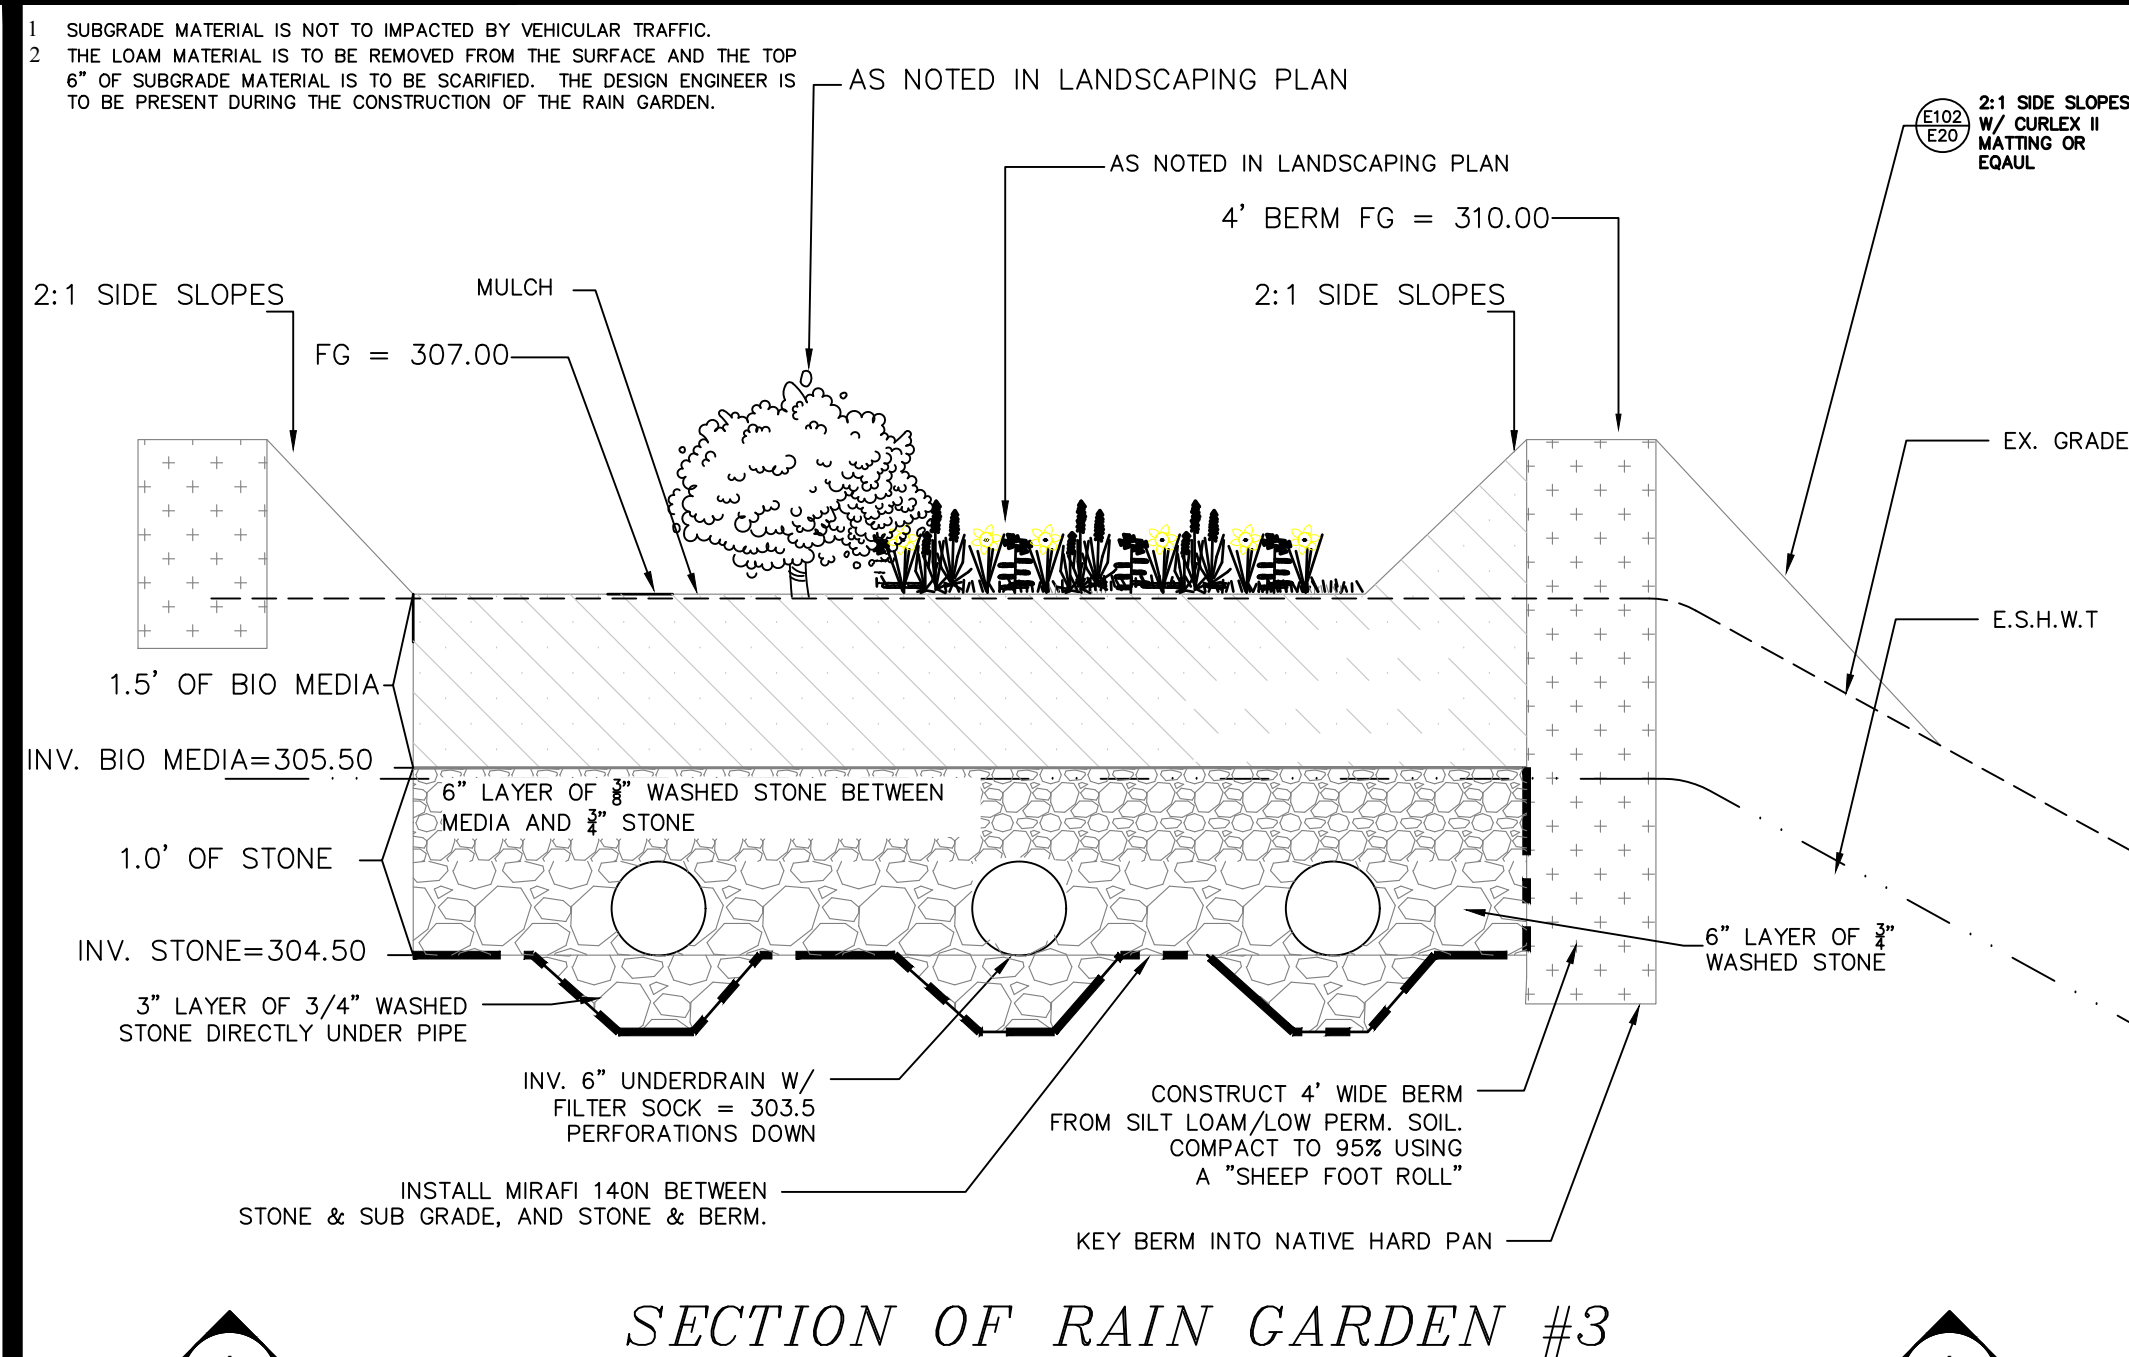 1 SUBGRADE MATERIAL IS NOT TO IMPACTED BY VEHICULAR TRAFFIC.
2 THE LOAM MATERIAL IS TO BE REMOVED FROM THE SURFACE AND THE TOP
6" OF SUBGRADE MATERIAL IS TO BE SCARIFIED. THE DESIGN ENGINEER IS
TO BE PRESENT DURING THE CONSTRUCTION OF THE RAIN GARDEN.
AS NOTED IN LANDSCAPING PLAN
E102
E20
2:1 SIDE SLOPES
W/ CURLEX II
MATTING OR
EQAUL
AS NOTED IN LANDSCAPING PLAN
4' BERM FG = 310.00
2:1 SIDE SLOPES
MULCH
2:1 SIDE SLOPES
FG = 307.00
EX. GRADE
E.S.H.W.T
1.5' OF BIO MEDIA
INV. BIO MEDIA=305.50
6" LAYER OF 3/8" WASHED STONE BETWEEN
MEDIA AND 3/4" STONE
1.0' OF STONE
INV. STONE=304.50
6" LAYER OF 3/4"
WASHED STONE
3" LAYER OF 3/4" WASHED
STONE DIRECTLY UNDER PIPE
INV. 6" UNDERDRAIN W/
FILTER SOCK = 303.5
PERFORATIONS DOWN
CONSTRUCT 4' WIDE BERM
FROM SILT LOAM/LOW PERM. SOIL.
COMPACT TO 95% USING
A "SHEEP FOOT ROLL"
INSTALL MIRAFI 140N BETWEEN
STONE & SUB GRADE, AND STONE & BERM.
KEY BERM INTO NATIVE HARD PAN
SECTION OF RAIN GARDEN #3